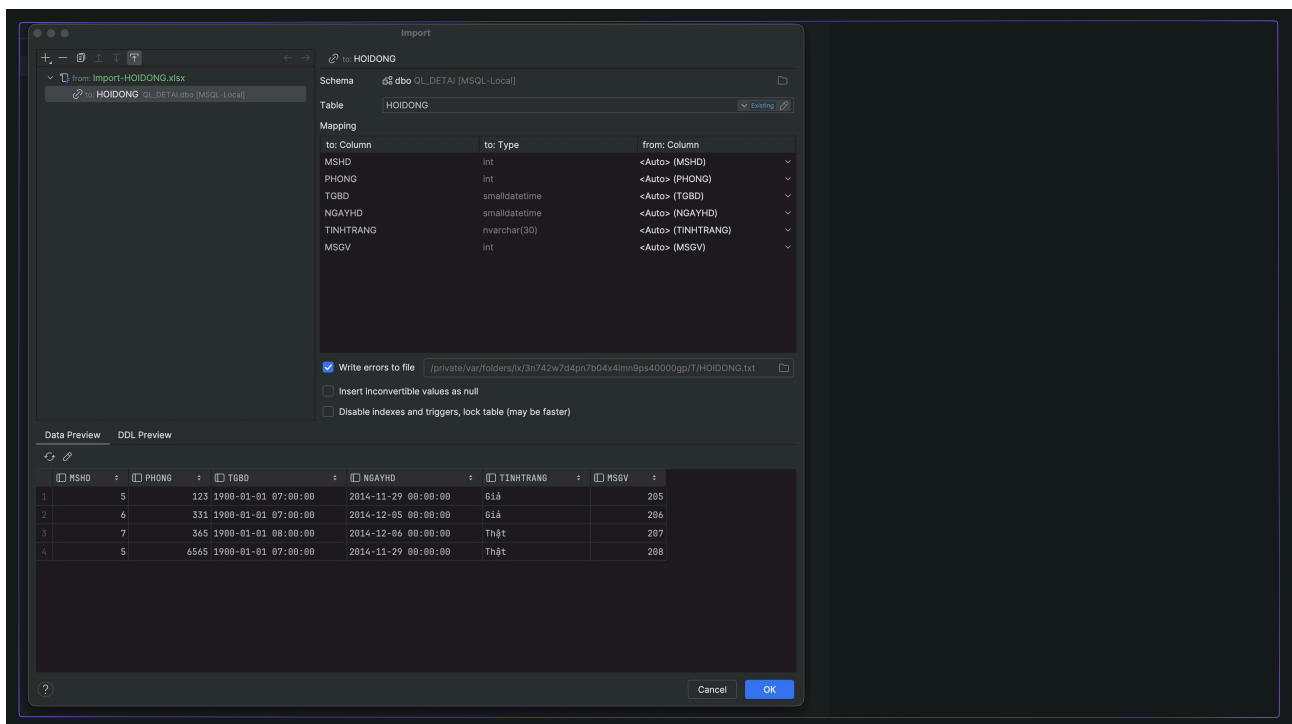 Import
from: Import-HOIDONG.xlsx
to: HOIDONG QL_DETAI.dbo [MSQL-Local]
to: HOIDONG
Schema dbo QL_DETAI [MSQL-Local]
Table HOIDONG Existing
Mapping
to: Column to: Type from: Column
MSHD int <Auto> (MSHD)
PHONG int <Auto> (PHONG)
TGBD smalldatetime <Auto> (TGBD)
NGAYHD smalldatetime <Auto> (NGAYHD)
TINHTRANG nvarchar(30) <Auto> (TINHTRANG)
MSGV int <Auto> (MSGV)
Write errors to file /private/var/folders/lx/3n742w7d4pn7b04x4lmn9ps40000gp/T/HOIDONG.txt
Insert inconvertible values as null
Disable indexes and triggers, lock table (may be faster)
Data Preview DDL Preview
MSHD PHONG TGBD NGAYHD TINHTRANG MSGV
1 5 123 1900-01-01 07:00:00 2014-11-29 00:00:00 Giả 205
2 6 331 1900-01-01 07:00:00 2014-12-05 00:00:00 Giả 206
3 7 365 1900-01-01 08:00:00 2014-12-06 00:00:00 Thật 207
4 5 6565 1900-01-01 07:00:00 2014-11-29 00:00:00 Thật 208
? Cancel OK